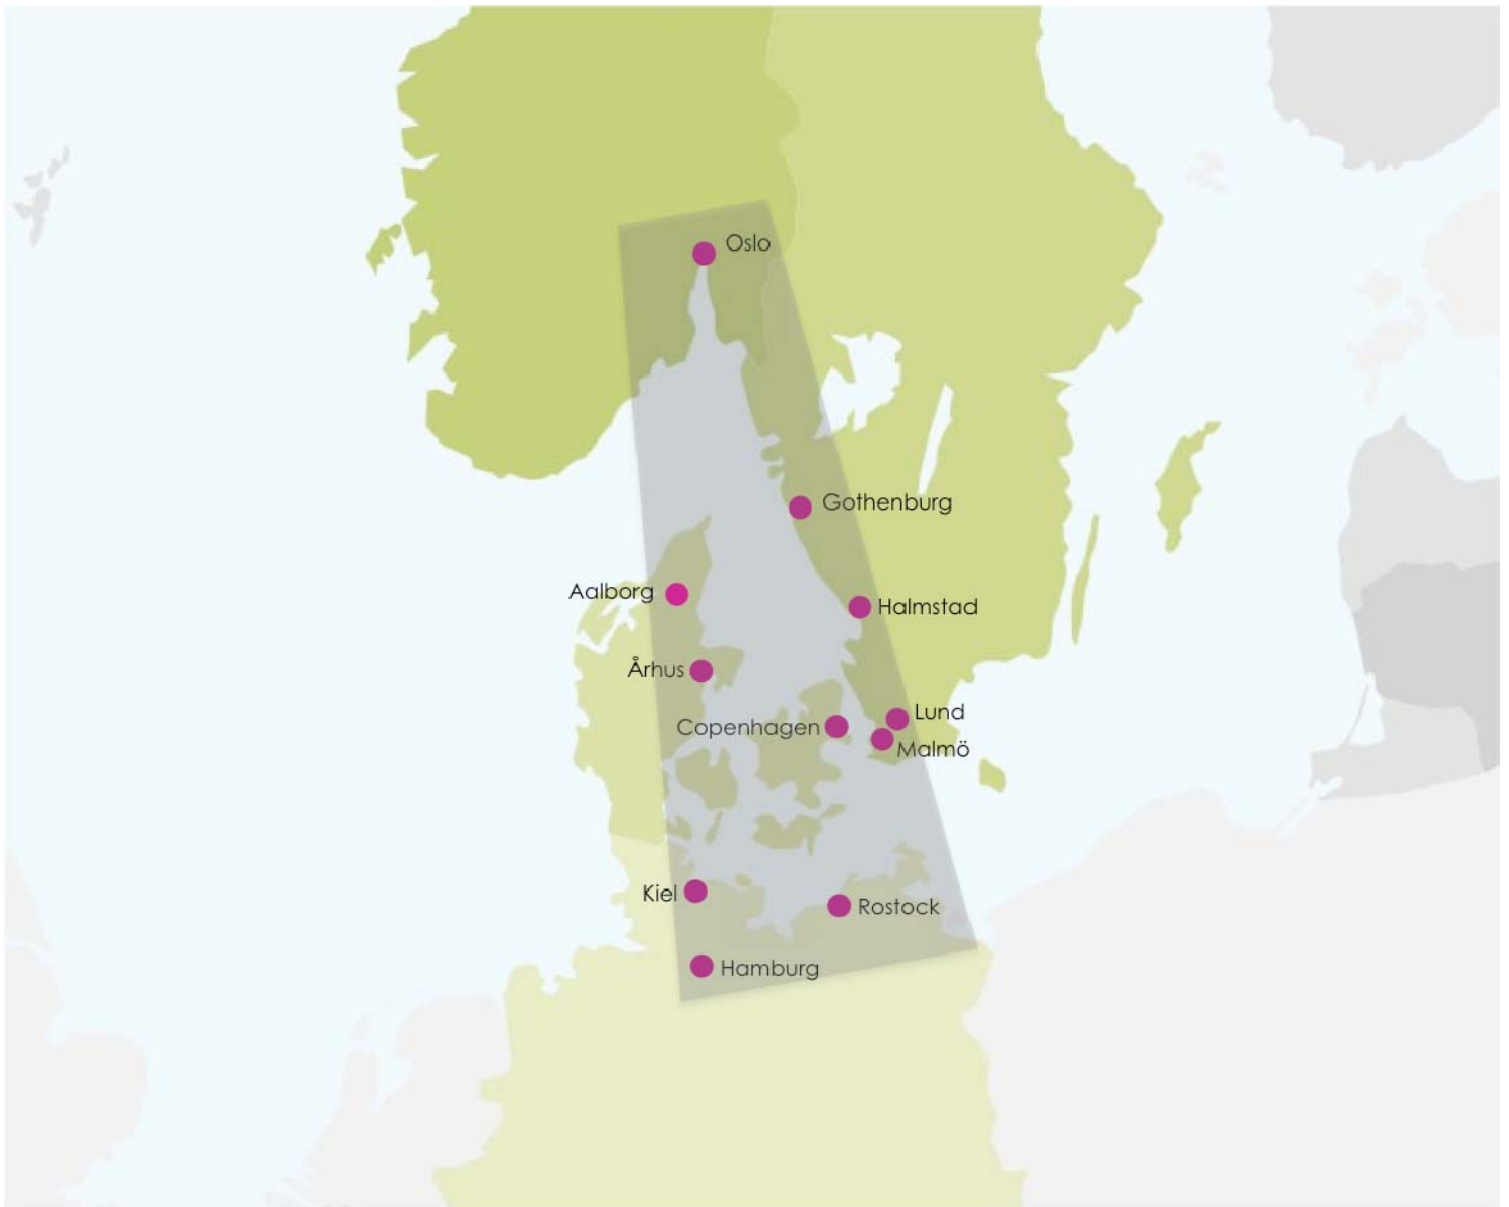 Oslo
Gothenburg
Aalborg
Halmstad
Århus
Lund
Copenhagen
Malmö
Kiel
Rostock
Hamburg